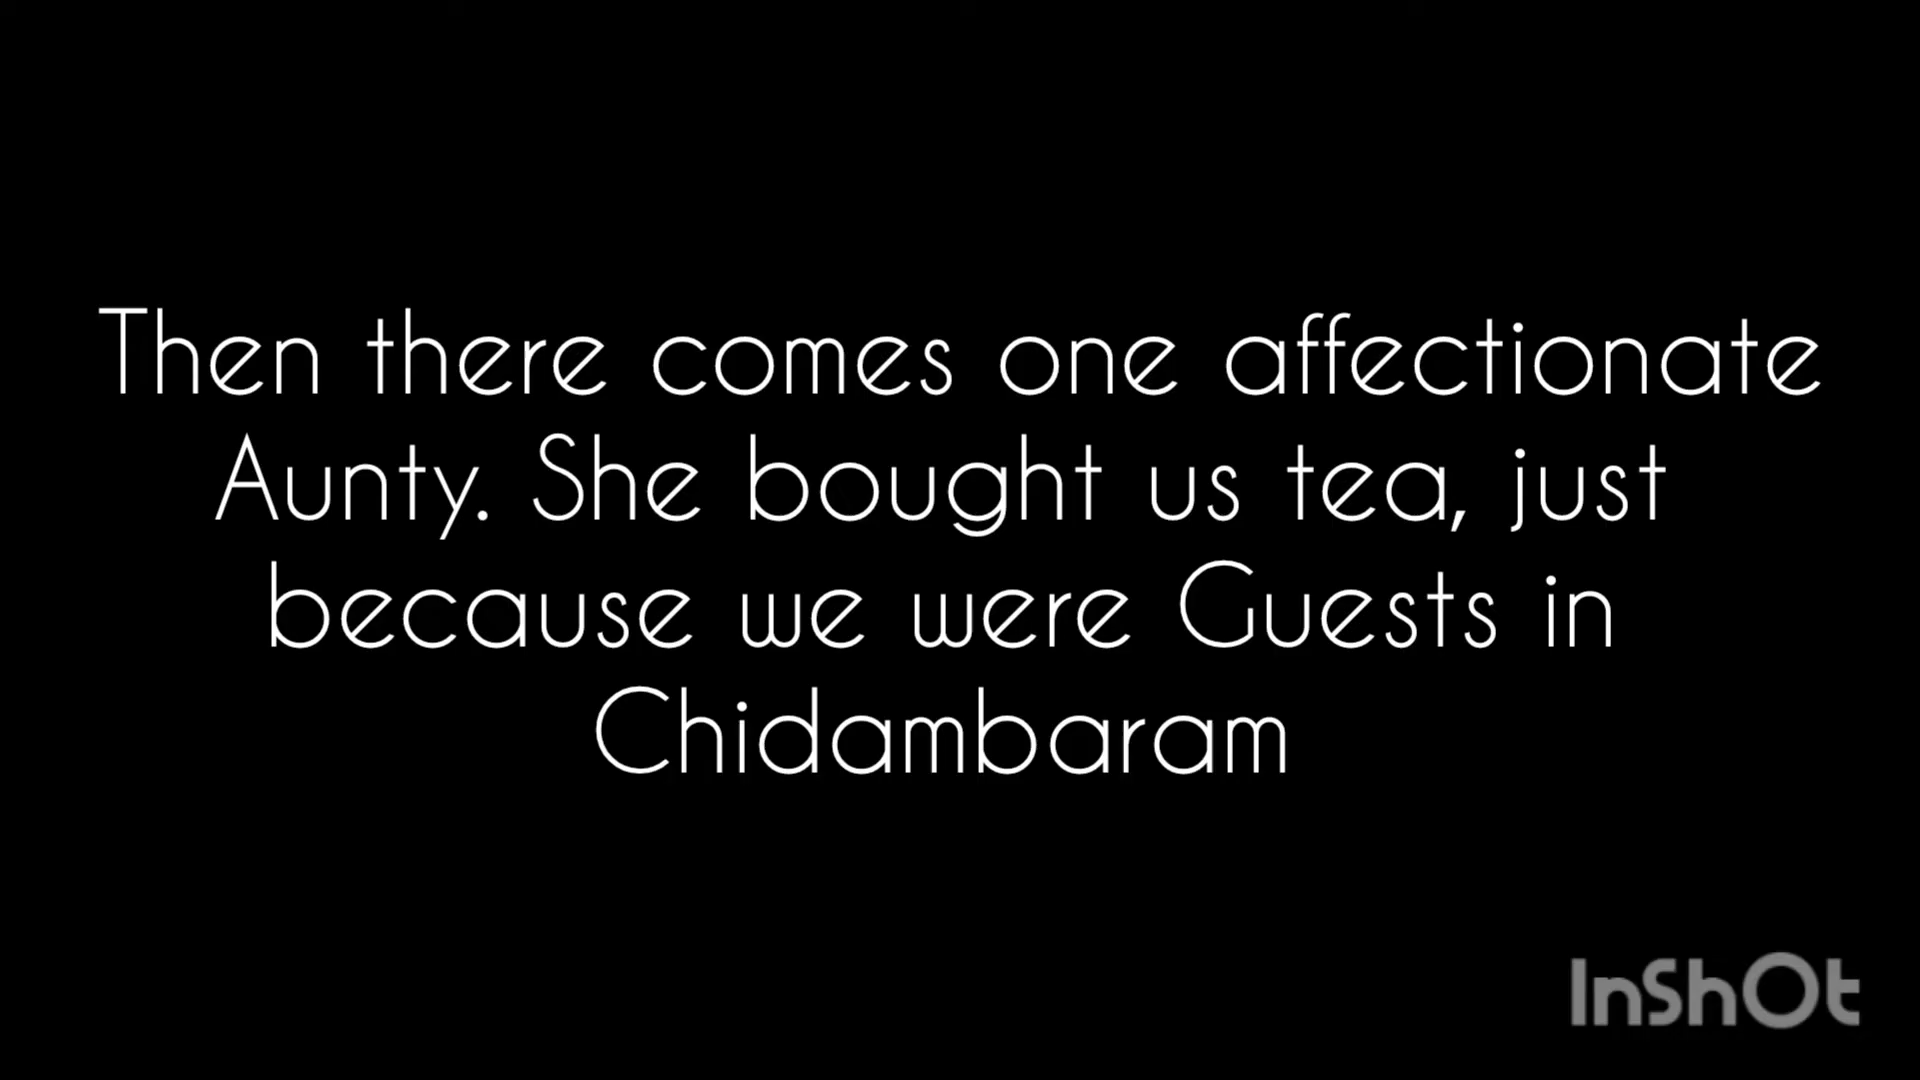 Then there comes one affectionate
Aunty. She bought us tea, just
because we were Guests in
Chidambaram
InShOt